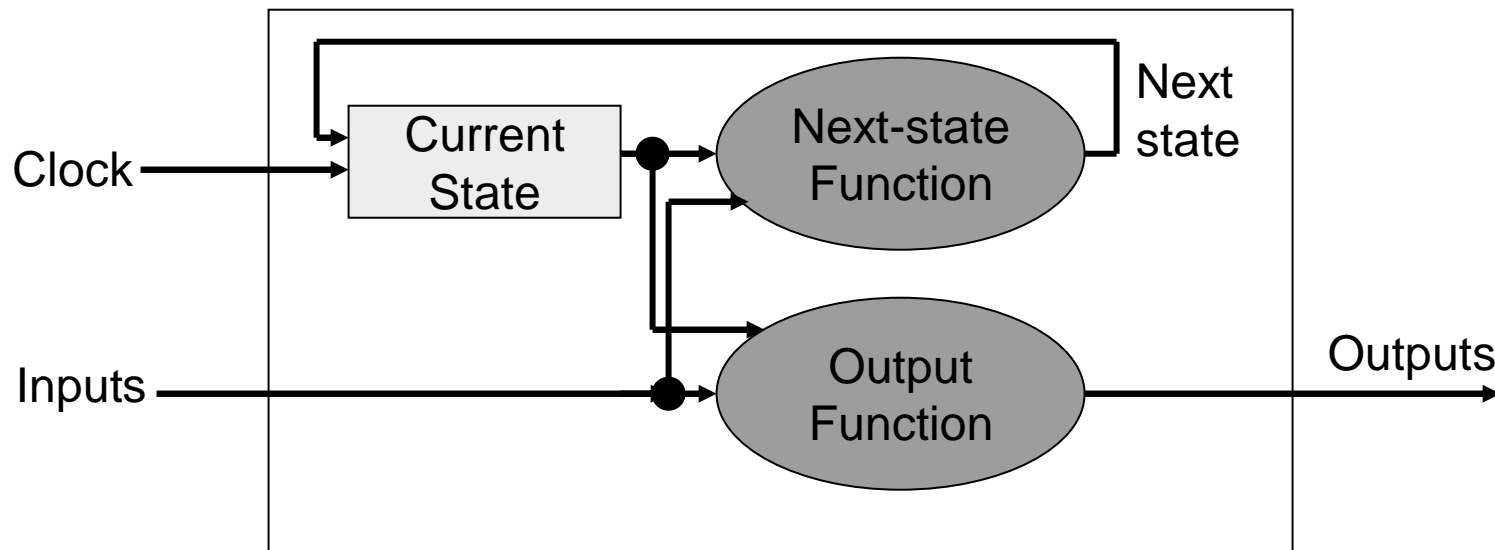 Next
state
Current
State
Next-state
Function
Clock
Inputs
Output
Function
Outputs